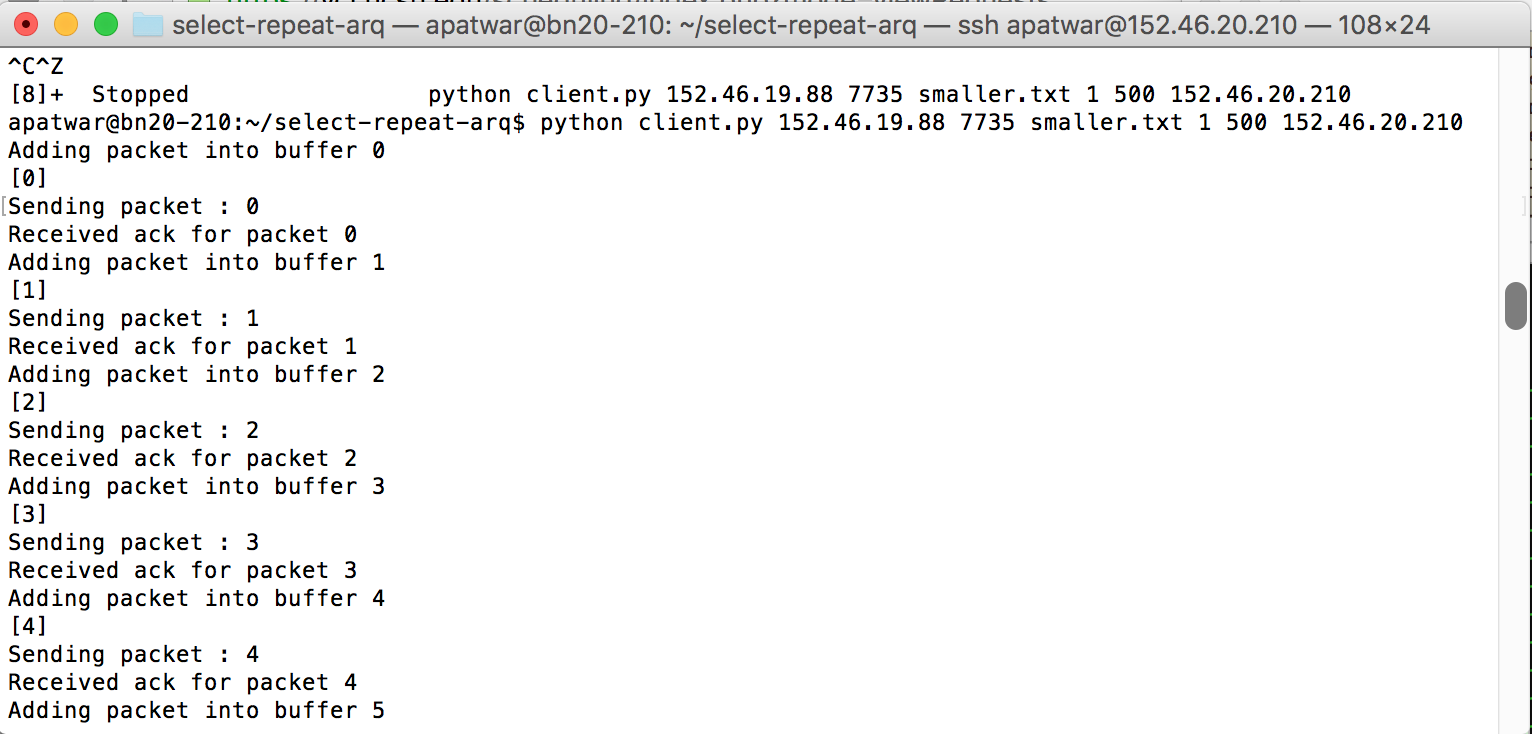 select-repeat-arq — apatwar@bn20-210: ~/select-repeat-arq — ssh apatwar@152.46.20.210 — 108×24
^C^Z
[8]+  Stopped                 python client.py 152.46.19.88 7735 smaller.txt 1 500 152.46.20.210
apatwar@bn20-210:~/select-repeat-arq$ python client.py 152.46.19.88 7735 smaller.txt 1 500 152.46.20.210
Adding packet into buffer 0
[0]
Sending packet : 0
Received ack for packet 0
Adding packet into buffer 1
[1]
Sending packet : 1
Received ack for packet 1
Adding packet into buffer 2
[2]
Sending packet : 2
Received ack for packet 2
Adding packet into buffer 3
[3]
Sending packet : 3
Received ack for packet 3
Adding packet into buffer 4
[4]
Sending packet : 4
Received ack for packet 4
Adding packet into buffer 5